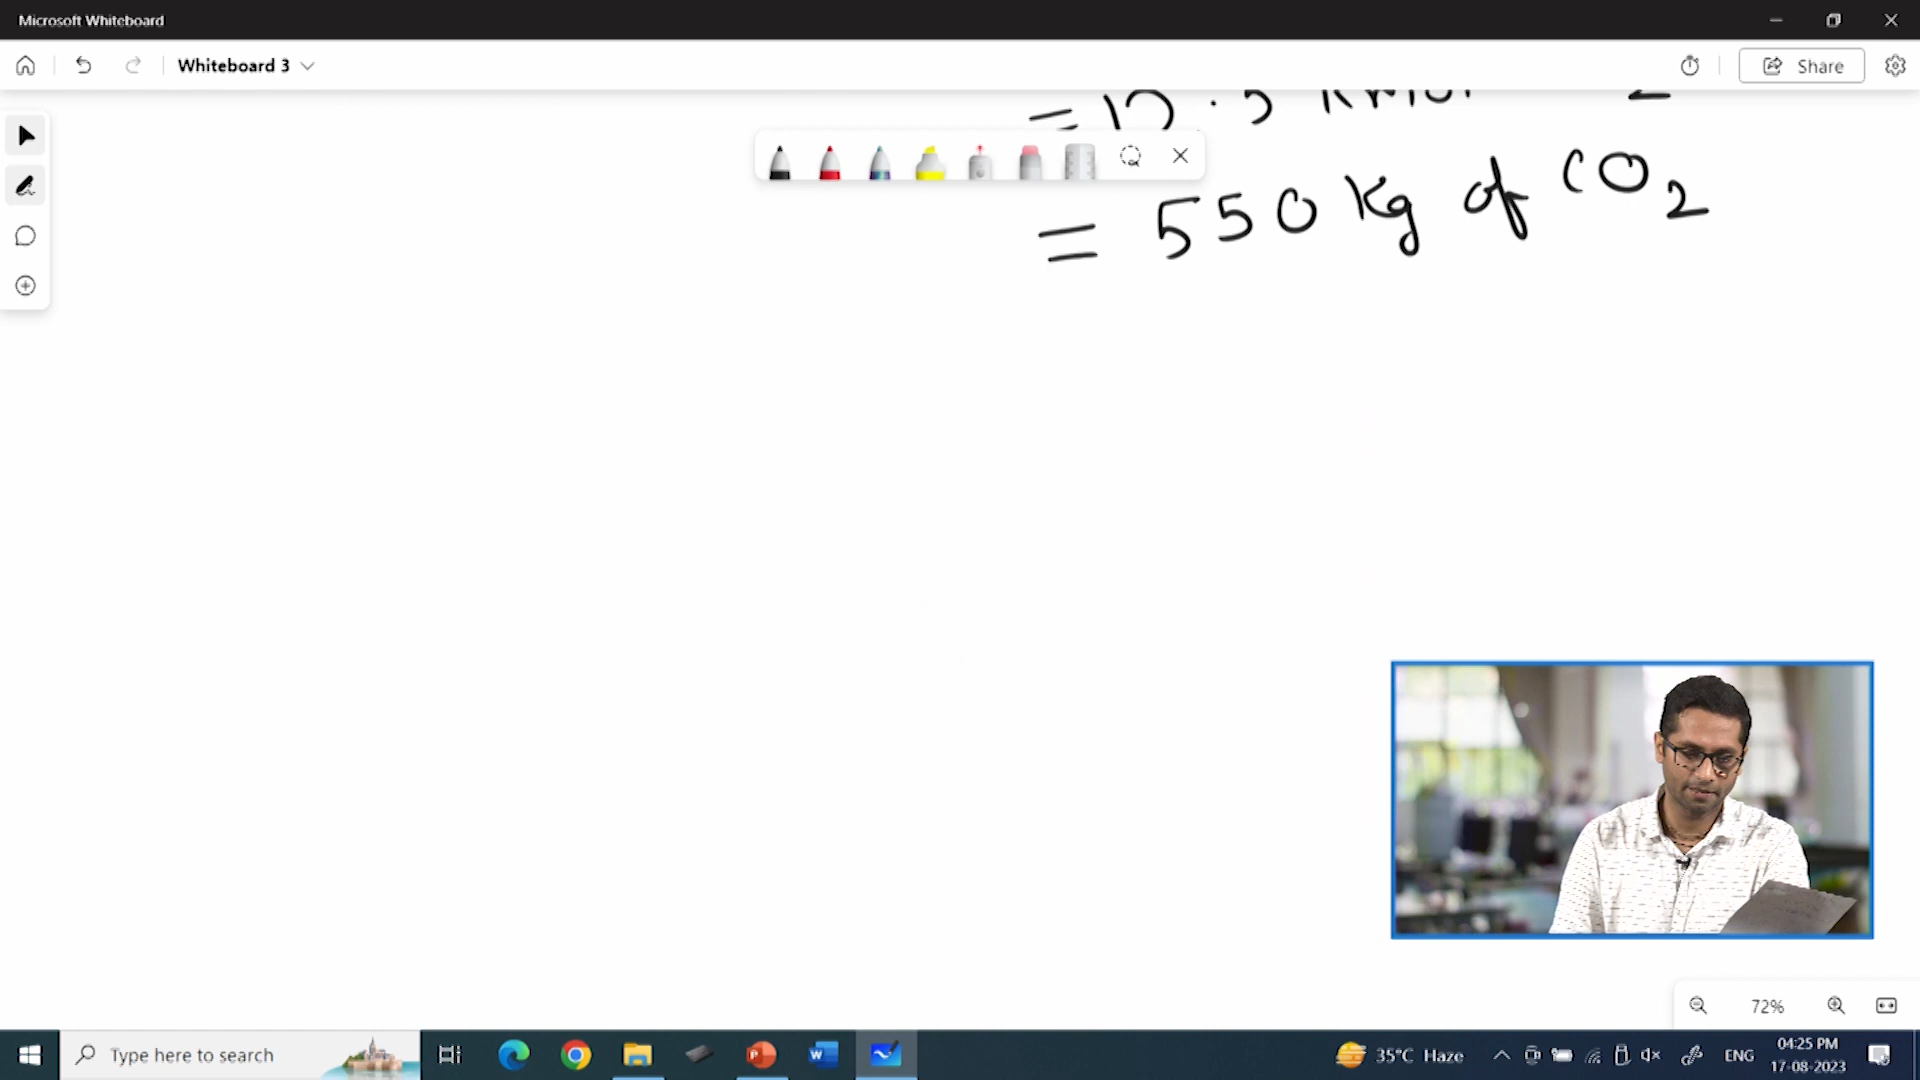 Microsoft Whiteboard
Whiteboard 3
Share
= 550 Kg of CO2
72%
Type here to search
35°C Haze
ENG
04:25 PM
17-08-2023